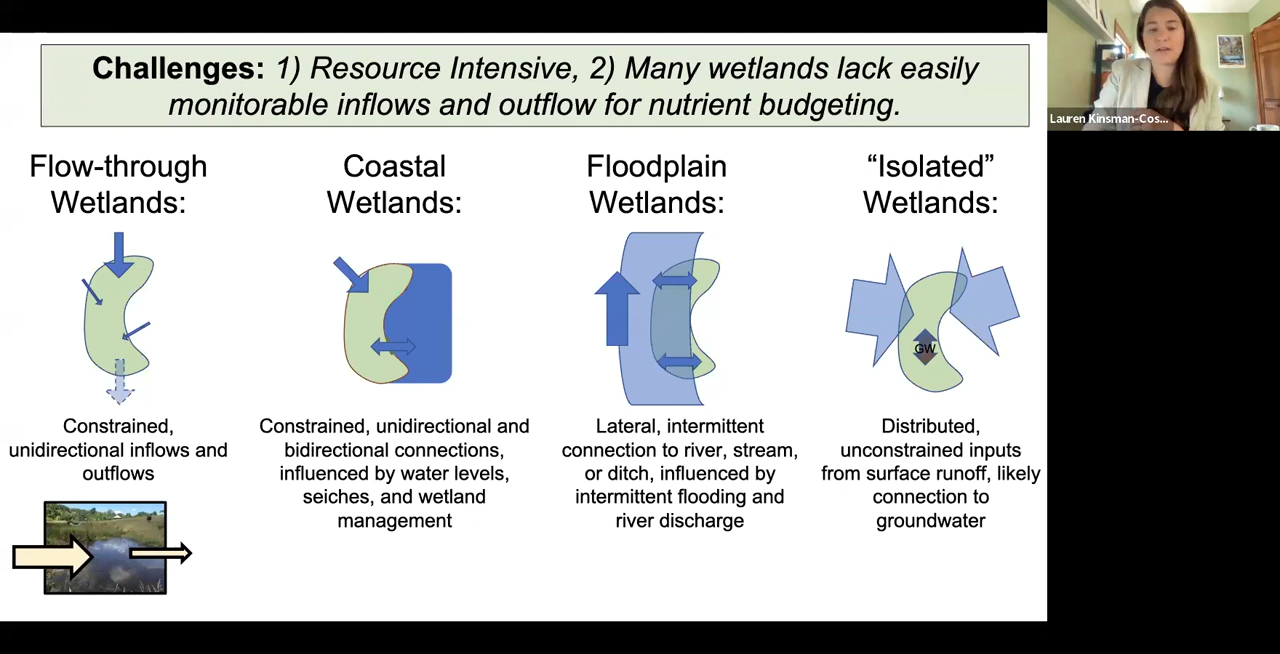 Challenges: 1) Resource Intensive, 2) Many wetlands lack easily
monitorable inflows and outflow for nutrient budgeting.
Lauren Kinsman-Cos...
Flow-through
Wetlands:
Constrained,
unidirectional inflows and
outflows
Coastal
Wetlands:
Constrained, unidirectional and
bidirectional connections,
influenced by water levels,
seiches, and wetland
management
Floodplain
Wetlands:
Lateral, intermittent
connection to river, stream,
or ditch, influenced by
intermittent flooding and
river discharge
“Isolated”
Wetlands:
GW
Distributed,
unconstrained inputs
from surface runoff, likely
connection to
groundwater